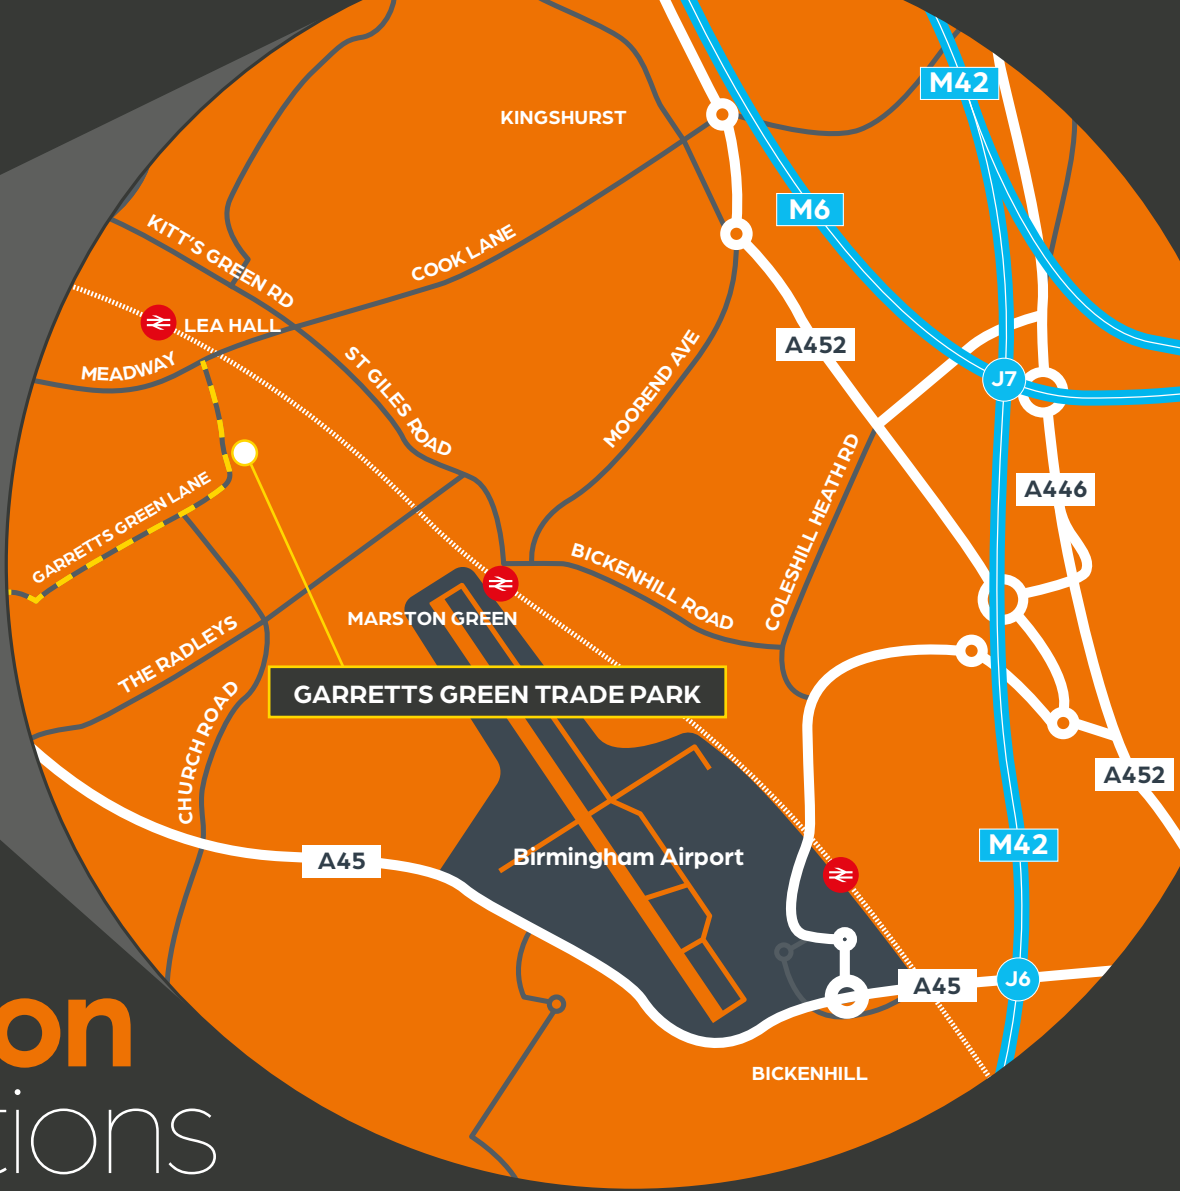 M42
KINGSHURST
M6
KITT'S GREEN RD
COOK LANE
LEA HALL
A452
MEADWAY
ST GILES ROAD
MOOREND AVE
J7
GARRETTS GREEN LANE
COLESHILL HEATH RD
A446
BICKENHILL ROAD
MARSTON GREEN
THE RADLEYS
GARRETTS GREEN TRADE PARK
CHURCH ROAD
A452
M42
Birmingham Airport
A45
A45
J6
on
BICKENHILL
tions